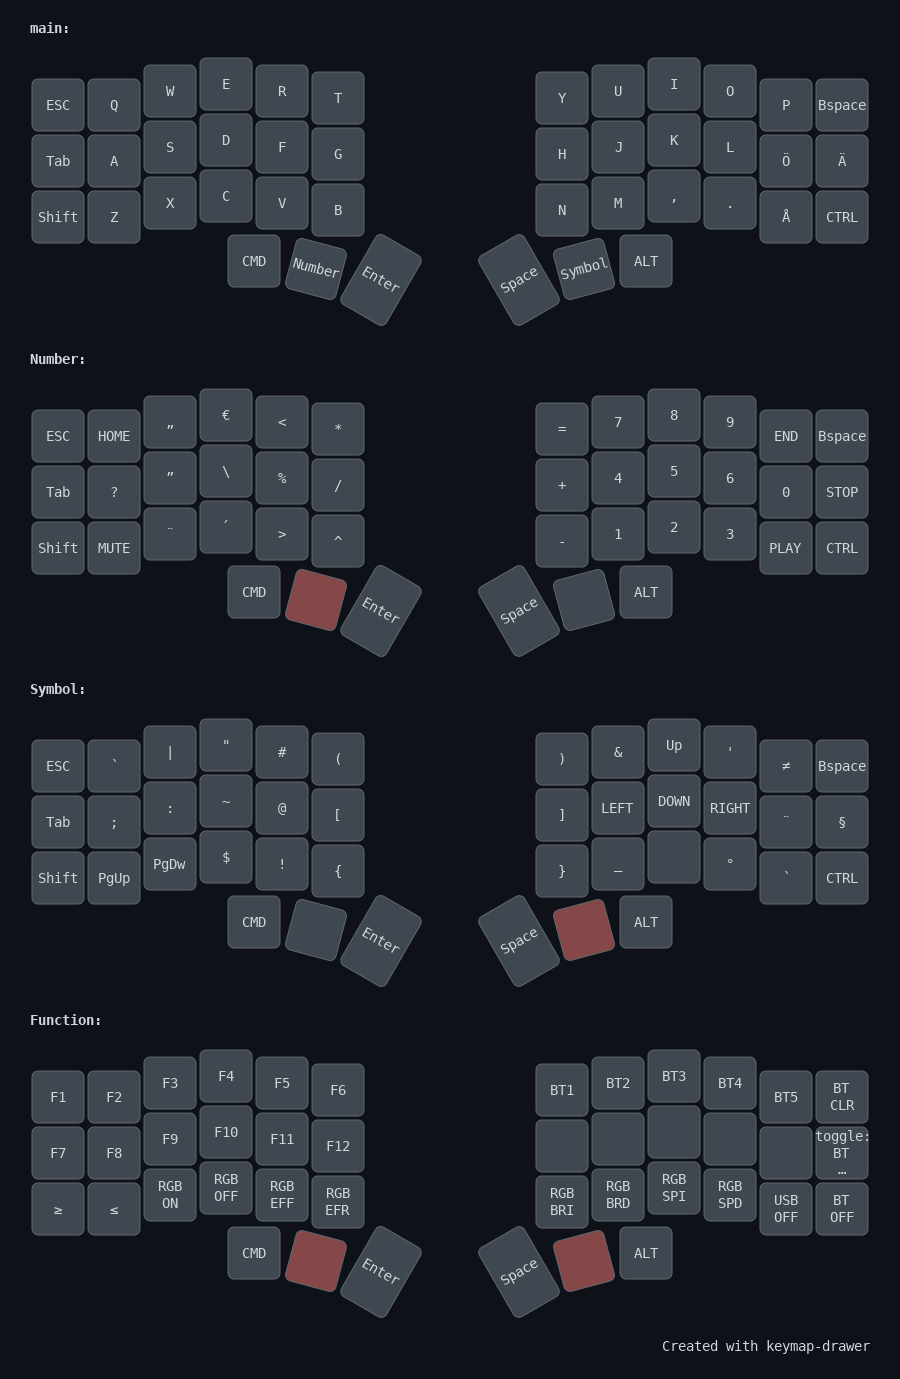 main:
ESC Q W E R T Y U I O P Bspace
Tab A S D F G H J K L Ö Ä
Shift Z X C V B N M , . Å CTRL
CMD Number Enter Space Symbol ALT
Number:
ESC HOME „ € < * = 7 8 9 END Bspace
Tab ? ” \ % / + 4 5 6 0 STOP
Shift MUTE ¨ ´ > ^ - 1 2 3 PLAY CTRL
CMD Enter Space ALT
Symbol:
ESC ` | " # ( ) & Up ' ≠ Bspace
Tab ; : ~ @ [ ] LEFT DOWN RIGHT ¨ §
Shift PgUp PgDw $ ! { } _ ° ` CTRL
CMD Enter Space ALT
Function:
F1 F2 F3 F4 F5 F6 BT1 BT2 BT3 BT4 BT5 BT CLR
F7 F8 F9 F10 F11 F12 toggle: BT …
≥ ≤ RGB ON RGB OFF RGB EFF RGB EFR RGB BRI RGB BRD RGB SPI RGB SPD USB OFF BT OFF
CMD Enter Space ALT
Created with keymap-drawer